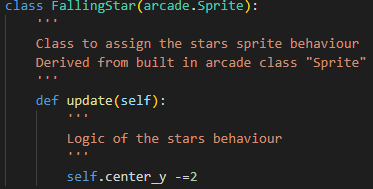 class FallingStar(arcade.Sprite):
'''
Class to assign the stars sprite behaviour
Derived from built in arcade class "Sprite"
'''
def update(self):
'''
Logic of the stars behaviour
'''
self.center_y -=2